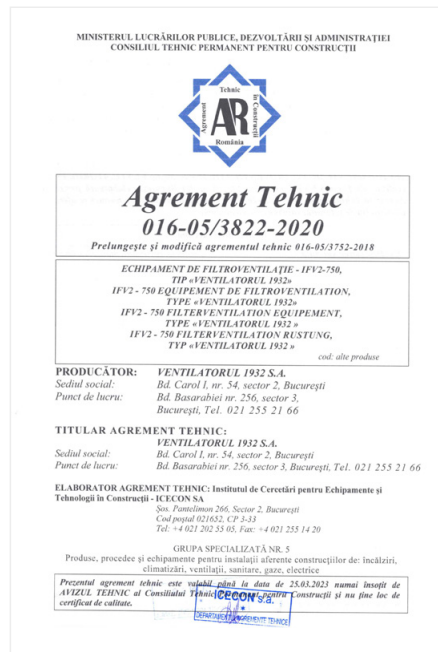 MINISTERUL LUCRĂRILOR PUBLICE, DEZVOLTĂRII ȘI ADMINISTRAȚIEI
CONSILIUL TEHNIC PERMANENT PENTRU CONSTRUCȚII
Tehnic
Agrement
în Construcții
AR
România
Agrement Tehnic
016-05/3822-2020
Prelungește și modifică agrementul tehnic 016-05/3752-2018
ECHIPAMENT DE FILTROVENTILAȚIE - IFV2-750,
TIP «VENTILATORUL 1932»
IFV2 - 750 EQUIPEMENT DE FILTROVENTILATION,
TYPE «VENTILATORUL 1932»
IFV2 - 750 FILTERVENTILATION EQUIPMENT,
TYPE «VENTILATORUL 1932 »
IFV2 - 750 FILTERVENTILATION RUSTUNG,
TYP «VENTILATORUL 1932 »
cod: alte produse
PRODUCĂTOR: VENTILATORUL 1932 S.A.
Sediul social: Bd. Carol I, nr. 54, sector 2, București
Punct de lucru: Bd. Basarabiei nr. 256, sector 3,
București, Tel. 021 255 21 66
TITULAR AGREMENT TEHNIC:
VENTILATORUL 1932 S.A.
Sediul social: Bd. Carol I, nr. 54, sector 2, București
Punct de lucru: Bd. Basarabiei nr. 256, sector 3, București, Tel. 021 255 21 66
ELABORATOR AGREMENT TEHNIC: Institutul de Cercetări pentru Echipamente și
Tehnologii în Construcții - ICECON SA
Șos. Pantelimon 266, Sector 2, București
Cod poștal 021652, CP 3-33
Tel: +4 021 202 55 05, Fax: +4 021 255 14 20
GRUPA SPECIALIZATĂ NR. 5
Produse, procedee și echipamente pentru instalații aferente construcțiilor de: încălziri,
climatizări, ventilații, sanitare, gaze, electrice
Prezentul agrement tehnic este valabil până la data de 25.03.2023 numai însoțit de
AVIZUL TEHNIC al Consiliului Tehnic Permanent pentru Construcții și nu ține loc de
certificat de calitate.
ICECON s.a.
DEPARTAMENT AGREMENTE TEHNICE